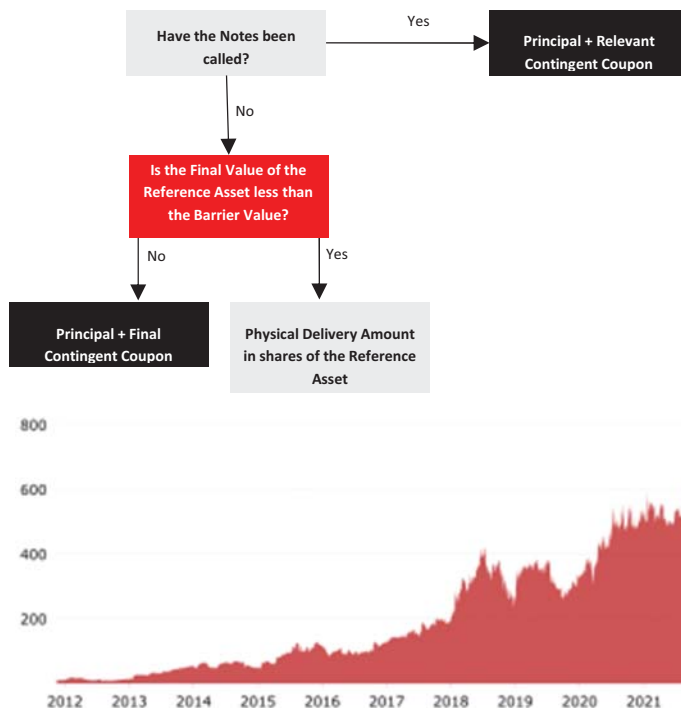 Have the Notes been
called?
Yes
Principal + Relevant
Contingent Coupon
No
Is the Final Value of the
Reference Asset less than
the Barrier Value?
No
Yes
Principal + Final
Contingent Coupon
Physical Delivery Amount
in shares of the Reference
Asset
800
600
400
200
2012 2013 2014 2015 2016 2017 2018 2019 2020 2021